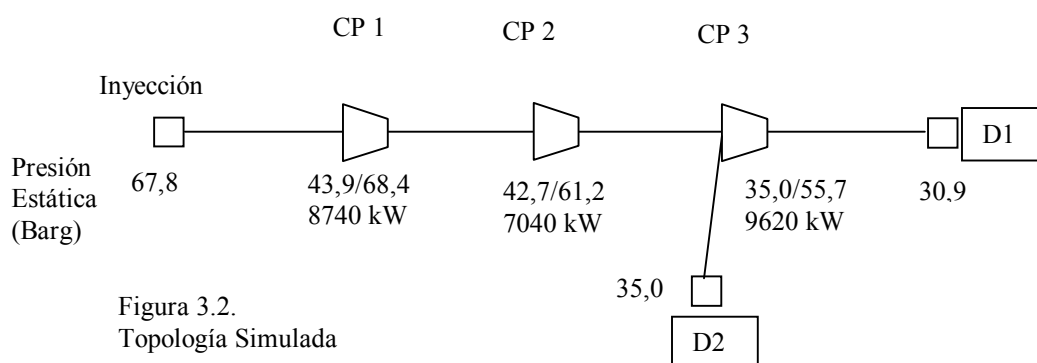 CP 1
CP 2
CP 3
Inyección
D1
Presión
Estática
(Barg)
67,8
43,9/68,4
8740 kW
42,7/61,2
7040 kW
35,0/55,7
9620 kW
30,9
35,0
D2
Figura 3.2.
Topología Simulada